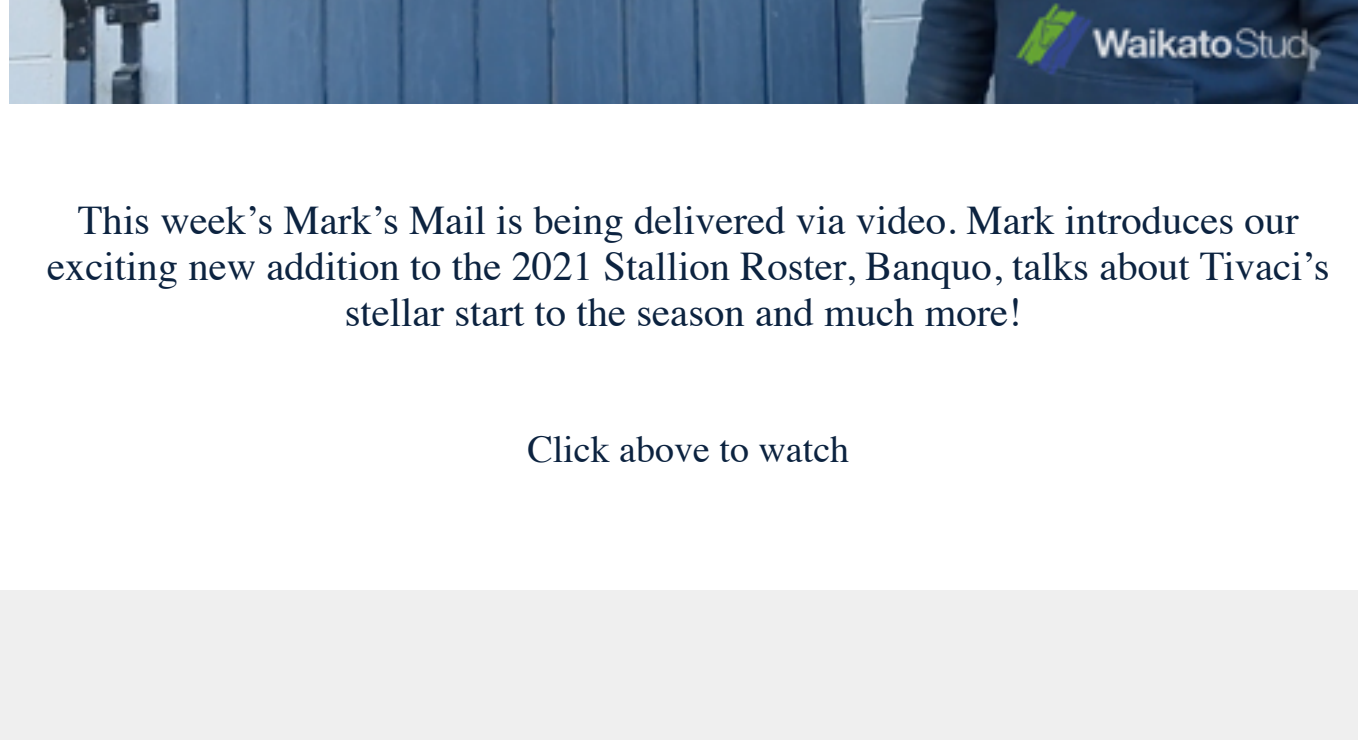 WaikatoStud
This week’s Mark’s Mail is being delivered via video. Mark introduces our
exciting new addition to the 2021 Stallion Roster, Banquo, talks about Tivaci’s
stellar start to the season and much more!
Click above to watch